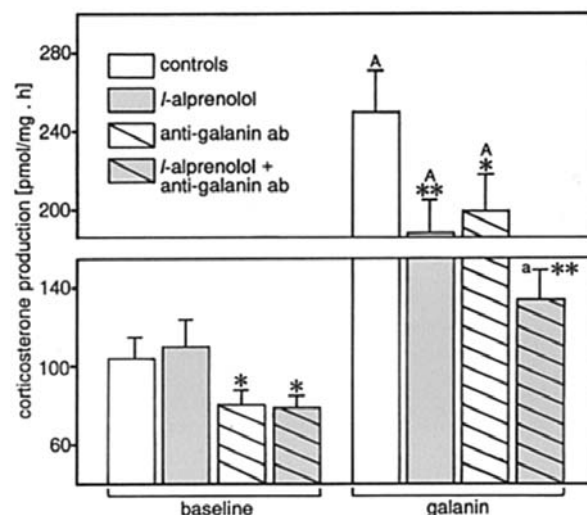 corticosterone production [pmol/mg . h]
280
240
200
140
100
60
controls
l-alprenolol
anti-galanin ab
l-alprenolol +
anti-galanin ab
A
**
A
*
A
a
**
*
*
baseline
galanin